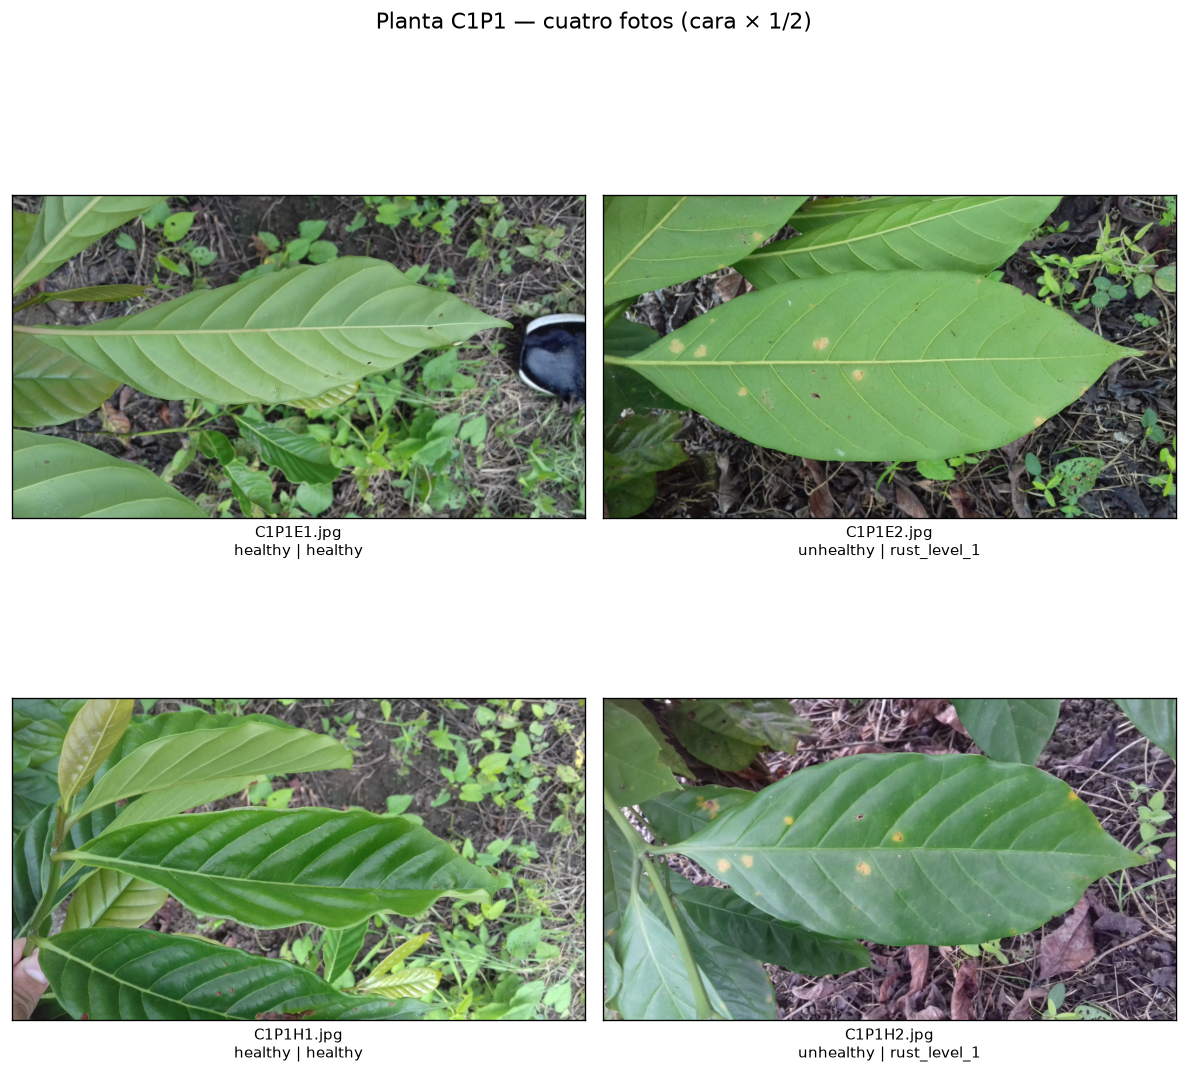 Planta C1P1 — cuatro fotos (cara × 1/2)
C1P1E1.jpg
healthy | healthy
C1P1E2.jpg
unhealthy | rust_level_1
C1P1H1.jpg
healthy | healthy
C1P1H2.jpg
unhealthy | rust_level_1